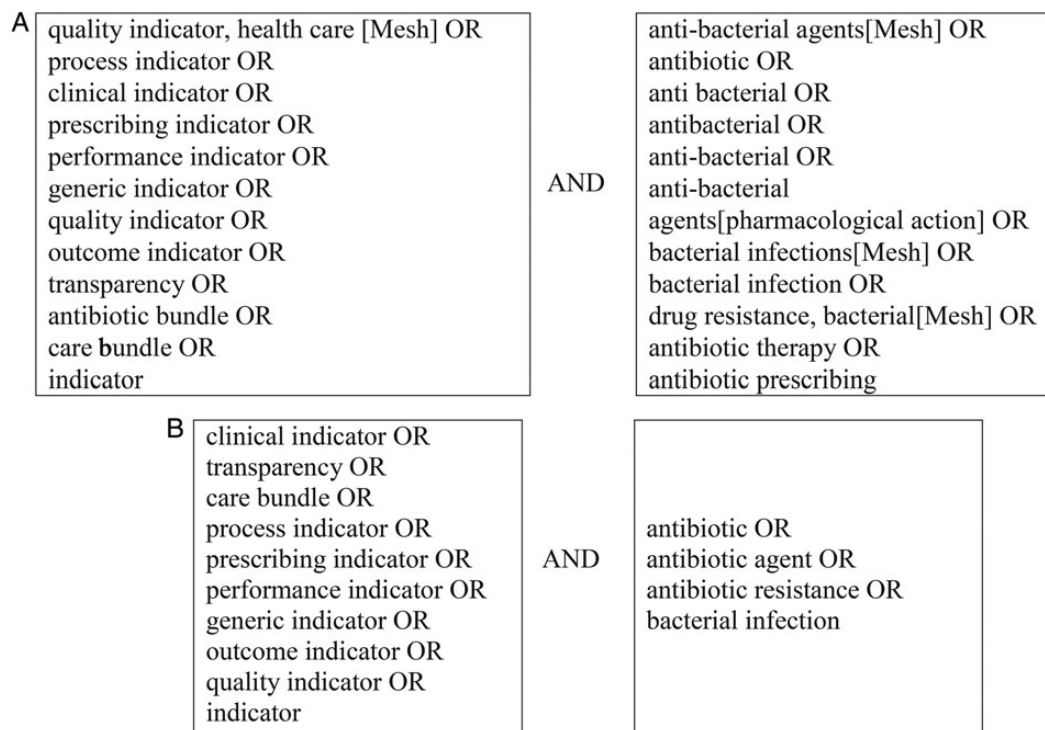 A
quality indicator, health care [Mesh] OR
process indicator OR
clinical indicator OR
prescribing indicator OR
performance indicator OR
generic indicator OR
quality indicator OR
outcome indicator OR
transparency OR
antibiotic bundle OR
care bundle OR
indicator
AND
anti-bacterial agents[Mesh] OR
antibiotic OR
anti bacterial OR
antibacterial OR
anti-bacterial OR
anti-bacterial
agents[pharmacological action] OR
bacterial infections[Mesh] OR
bacterial infection OR
drug resistance, bacterial[Mesh] OR
antibiotic therapy OR
antibiotic prescribing
B
clinical indicator OR
transparency OR
care bundle OR
process indicator OR
prescribing indicator OR
performance indicator OR
generic indicator OR
outcome indicator OR
quality indicator OR
indicator
AND
antibiotic OR
antibiotic agent OR
antibiotic resistance OR
bacterial infection